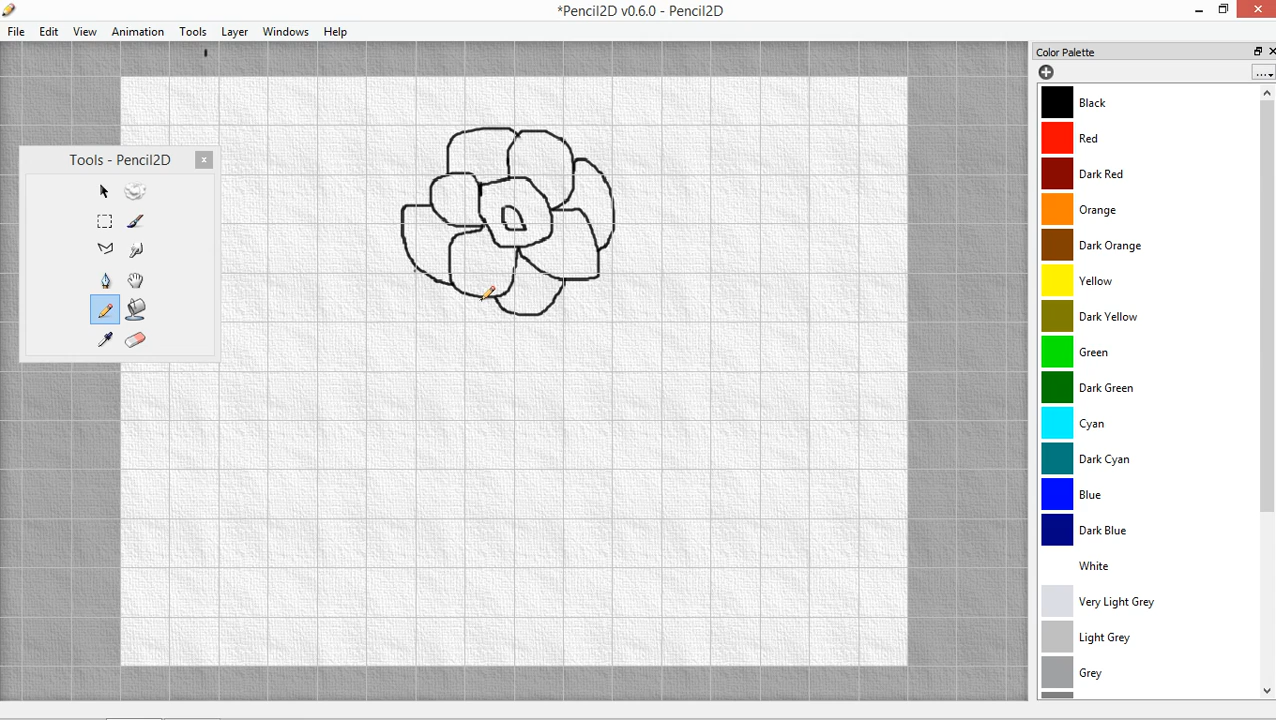 *Pencil2D v0.6.0 - Pencil2D
File Edit View Animation Tools Layer Windows Help
Color Palette
Tools - Pencil2D
Black
Red
Dark Red
Orange
Dark Orange
Yellow
Dark Yellow
Green
Dark Green
Cyan
Dark Cyan
Blue
Dark Blue
White
Very Light Grey
Light Grey
Grey